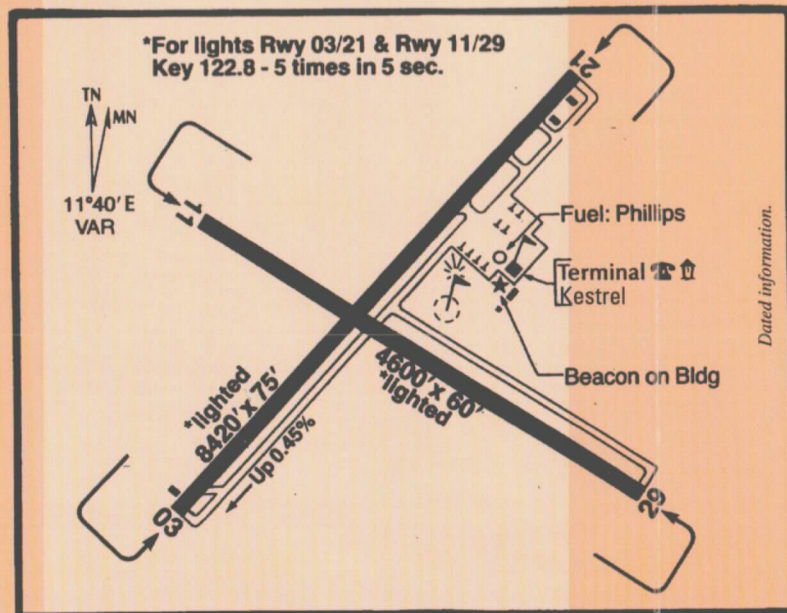 *For lights Rwy 03/21 & Rwy 11/29
Key 122.8 - 5 times in 5 sec.
TN
MN
11°40'E
VAR
21
11
Fuel: Phillips
Terminal
Kestrel
Beacon on Bldg
Dated information.
*lighted
8420' x 75'
Up 0.45%
4600' x 60'
*lighted
03
29